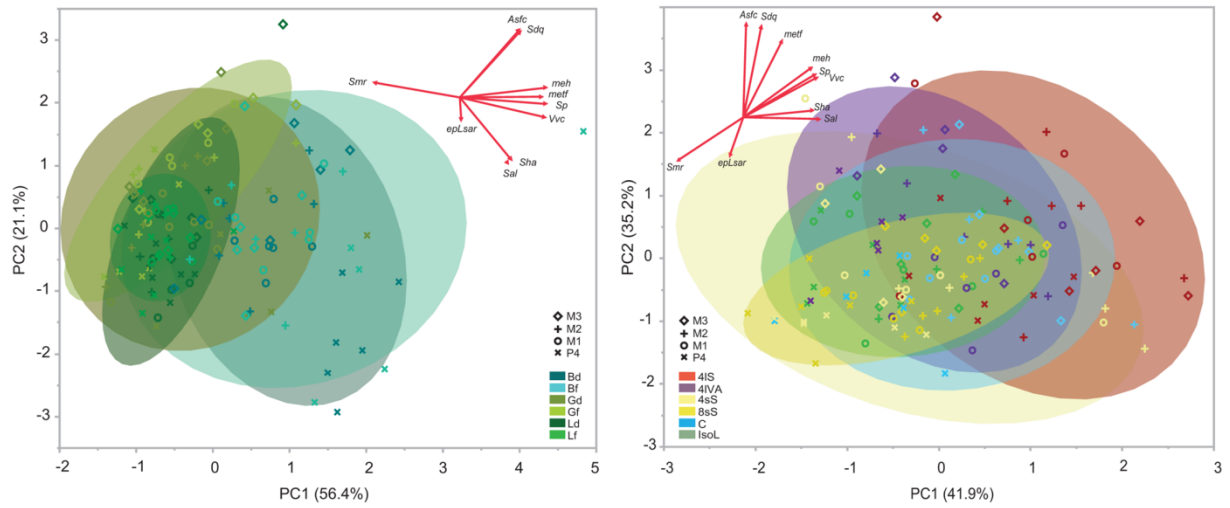 Asfc
Sdq
Smr
meh
metf
Sp
Vvc
epLsar
Sha
Sal
3
2
1
0
-1
-2
-3
PC2 (21.1%)
M3
M2
M1
P4
Bd
Bf
Gd
Gf
Ld
Lf
-2
-1
0
1
2
3
4
5
PC1 (56.4%)
Asfc
Sdq
metf
meh
Sp
Vvc
Sha
Sal
Smr
epLsar
3
2
1
0
-1
-2
-3
PC2 (35.2%)
M3
M2
M1
P4
4lS
4lVA
4sS
8sS
C
IsoL
-3
-2
-1
0
1
2
3
PC1 (41.9%)